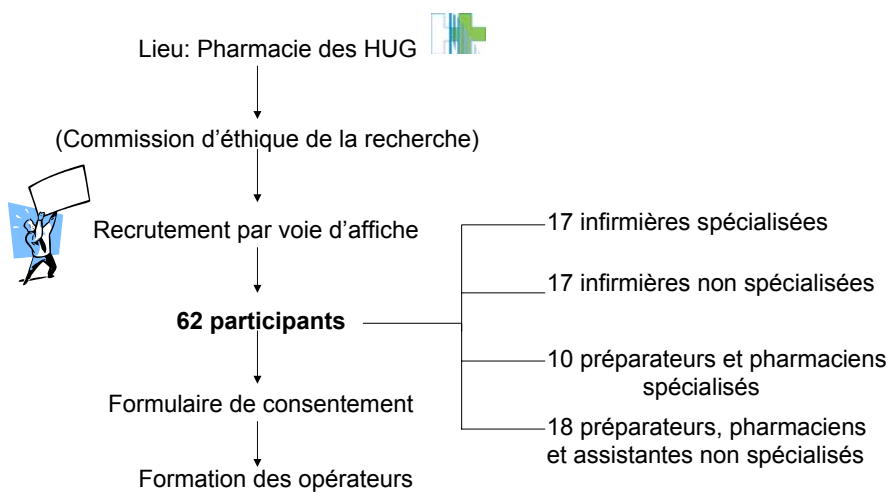 Lieu: Pharmacie des HUG
(Commission d’éthique de la recherche)
Recrutement par voie d’affiche
62 participants
Formulaire de consentement
Formation des opérateurs
17 infirmières spécialisées
17 infirmières non spécialisées
10 préparateurs et pharmaciens
spécialisés
18 préparateurs, pharmaciens
et assistantes non spécialisés